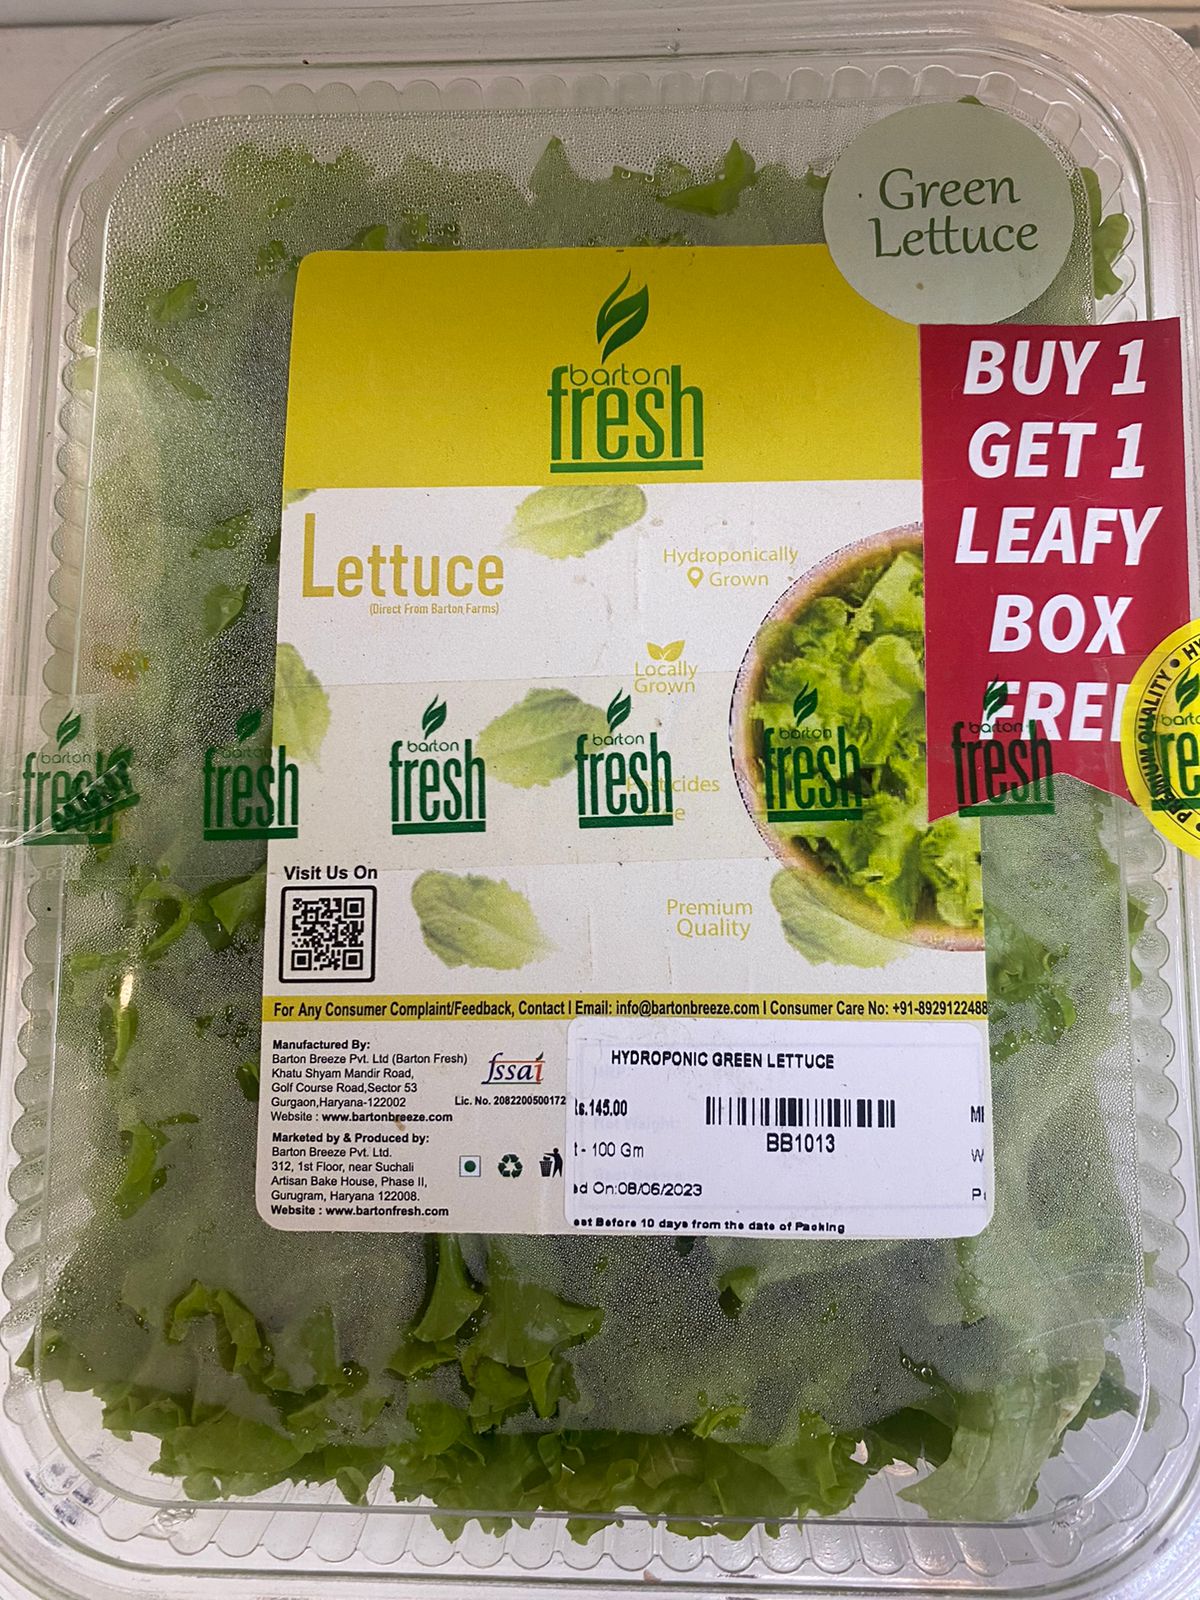 Green
Lettuce
barton
fresh
BUY 1
GET 1
LEAFY
BOX
FREE
Lettuce
(Direct From Barton Farms)
Hydroponically
Grown
Locally
Grown
barton
fresh
barton
fresh
barton
fresh
barton
fresh
barton
fresh
barton
fresh
PREMIUM QUALITY • HY
Premium
Quality
Visit Us On
For Any Consumer Complaint/Feedback, Contact I Email: info@bartonbreeze.com I Consumer Care No: +91-8929122488
Manufactured By:
Barton Breeze Pvt. Ltd (Barton Fresh)
Khatu Shyam Mandir Road,
Golf Course Road,Sector 53
Gurgaon,Haryana-122002
Website : www.bartonbreeze.com
fssai
Lic. No. 2082200500172
Marketed by & Produced by:
Barton Breeze Pvt. Ltd.
312, 1st Floor, near Suchali
Artisan Bake House, Phase II,
Gurugram, Haryana 122008.
Website : www.bartonfresh.com
HYDROPONIC GREEN LETTUCE
Rs.145.00
BB1013
t - 100 Gm
ed On:08/06/2023
est Before 10 days from the date of Packing